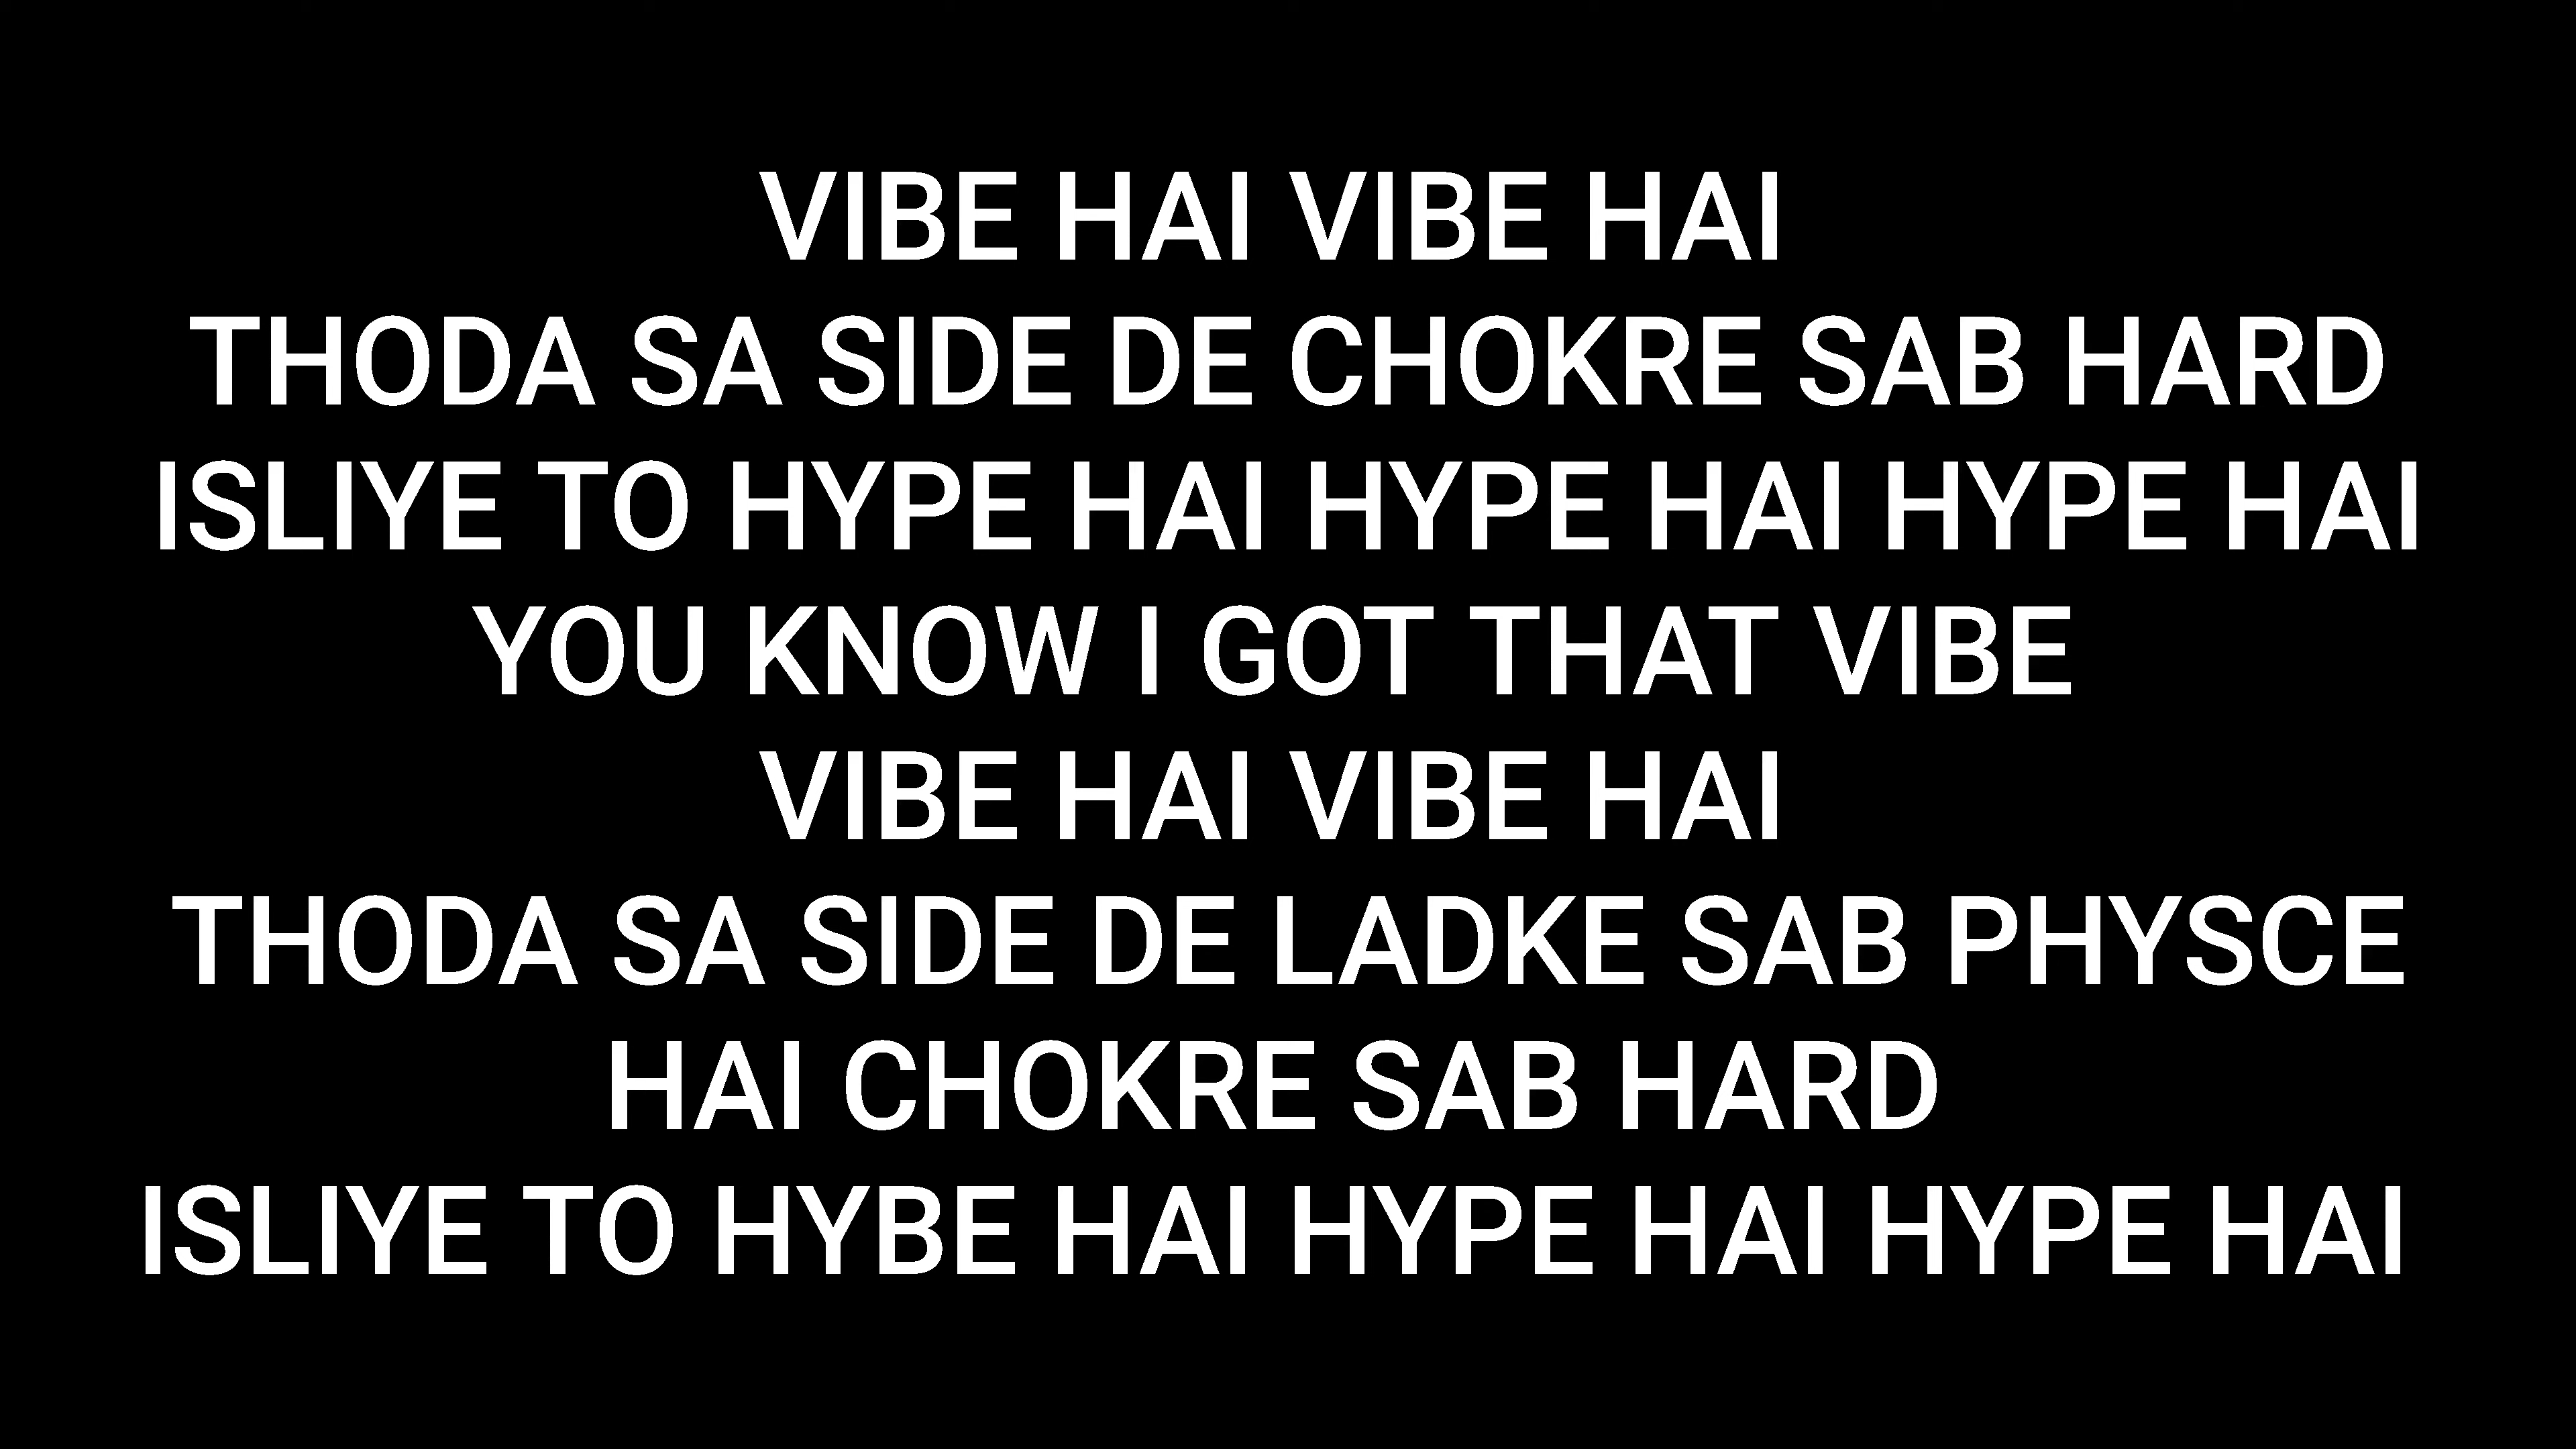 VIBE HAI VIBE HAI
THODA SA SIDE DE CHOKRE SAB HARD
ISLIYE TO HYPE HAI HYPE HAI HYPE HAI
YOU KNOW I GOT THAT VIBE
VIBE HAI VIBE HAI
THODA SA SIDE DE LADKE SAB PHYSCE
HAI CHOKRE SAB HARD
ISLIYE TO HYBE HAI HYPE HAI HYPE HAI